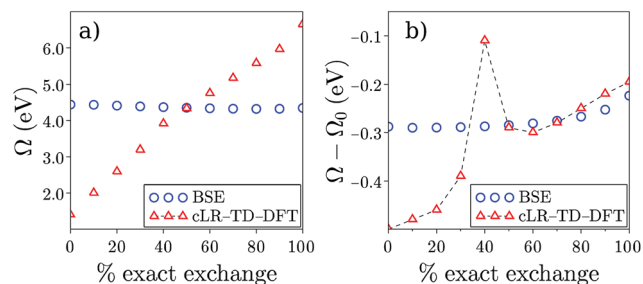 a)
Ω (eV)
6.0
5.0
4.0
3.0
2.0
BSE
cLR–TD–DFT
0 20 40 60 80 100
% exact exchange
b)
Ω − Ω₀ (eV)
−0.1
−0.2
−0.3
−0.4
BSE
cLR–TD–DFT
0 20 40 60 80 100
% exact exchange